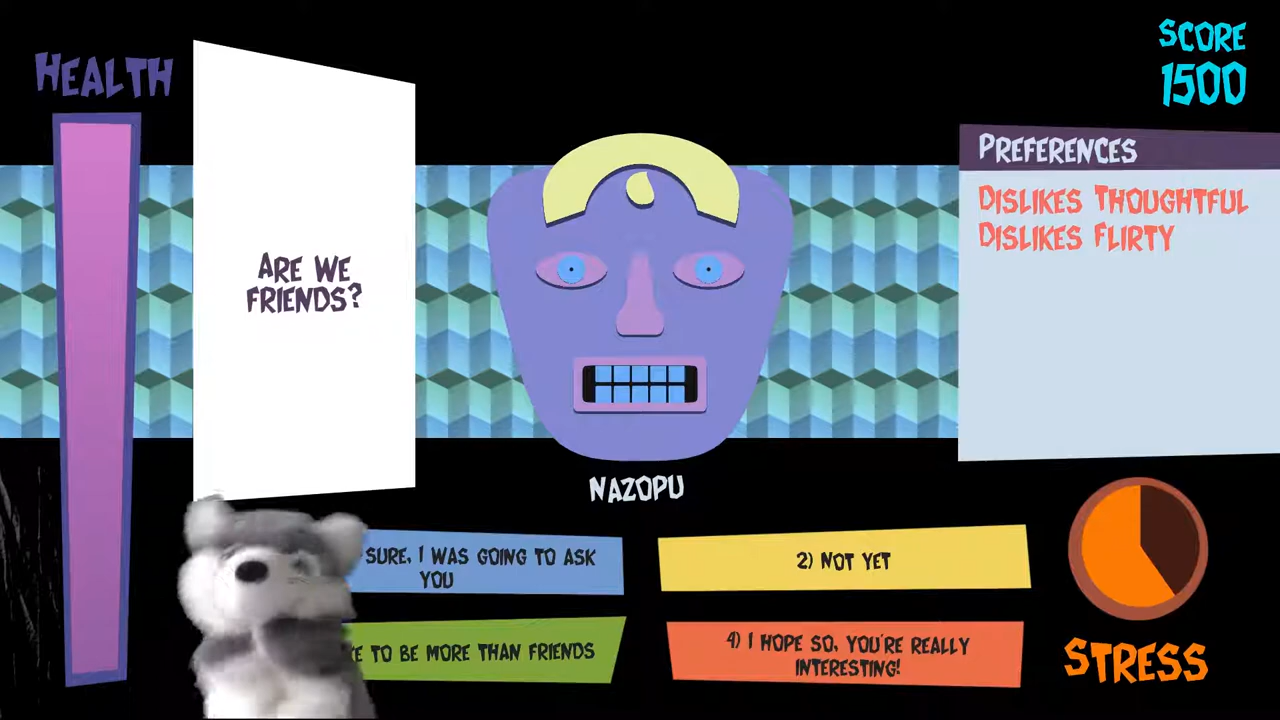 HEALTH
SCORE
1500
PREFERENCES
DISLIKES THOUGHTFUL
DISLIKES FLIRTY
ARE WE
FRIENDS?
NAZOPU
SURE, I WAS GOING TO ASK
YOU
2) NOT YET
TO BE MORE THAN FRIENDS
4) I HOPE SO, YOU'RE REALLY
INTERESTING!
STRESS